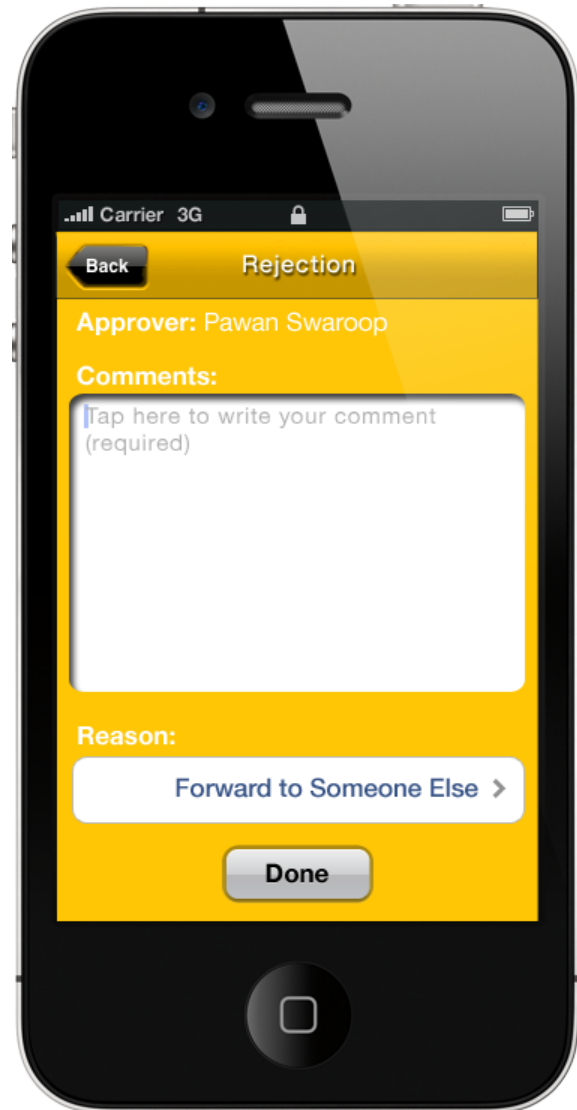 Carrier 3G
Back
Rejection
Approver: Pawan Swaroop
Comments:
Tap here to write your comment
(required)
Reason:
Forward to Someone Else >
Done